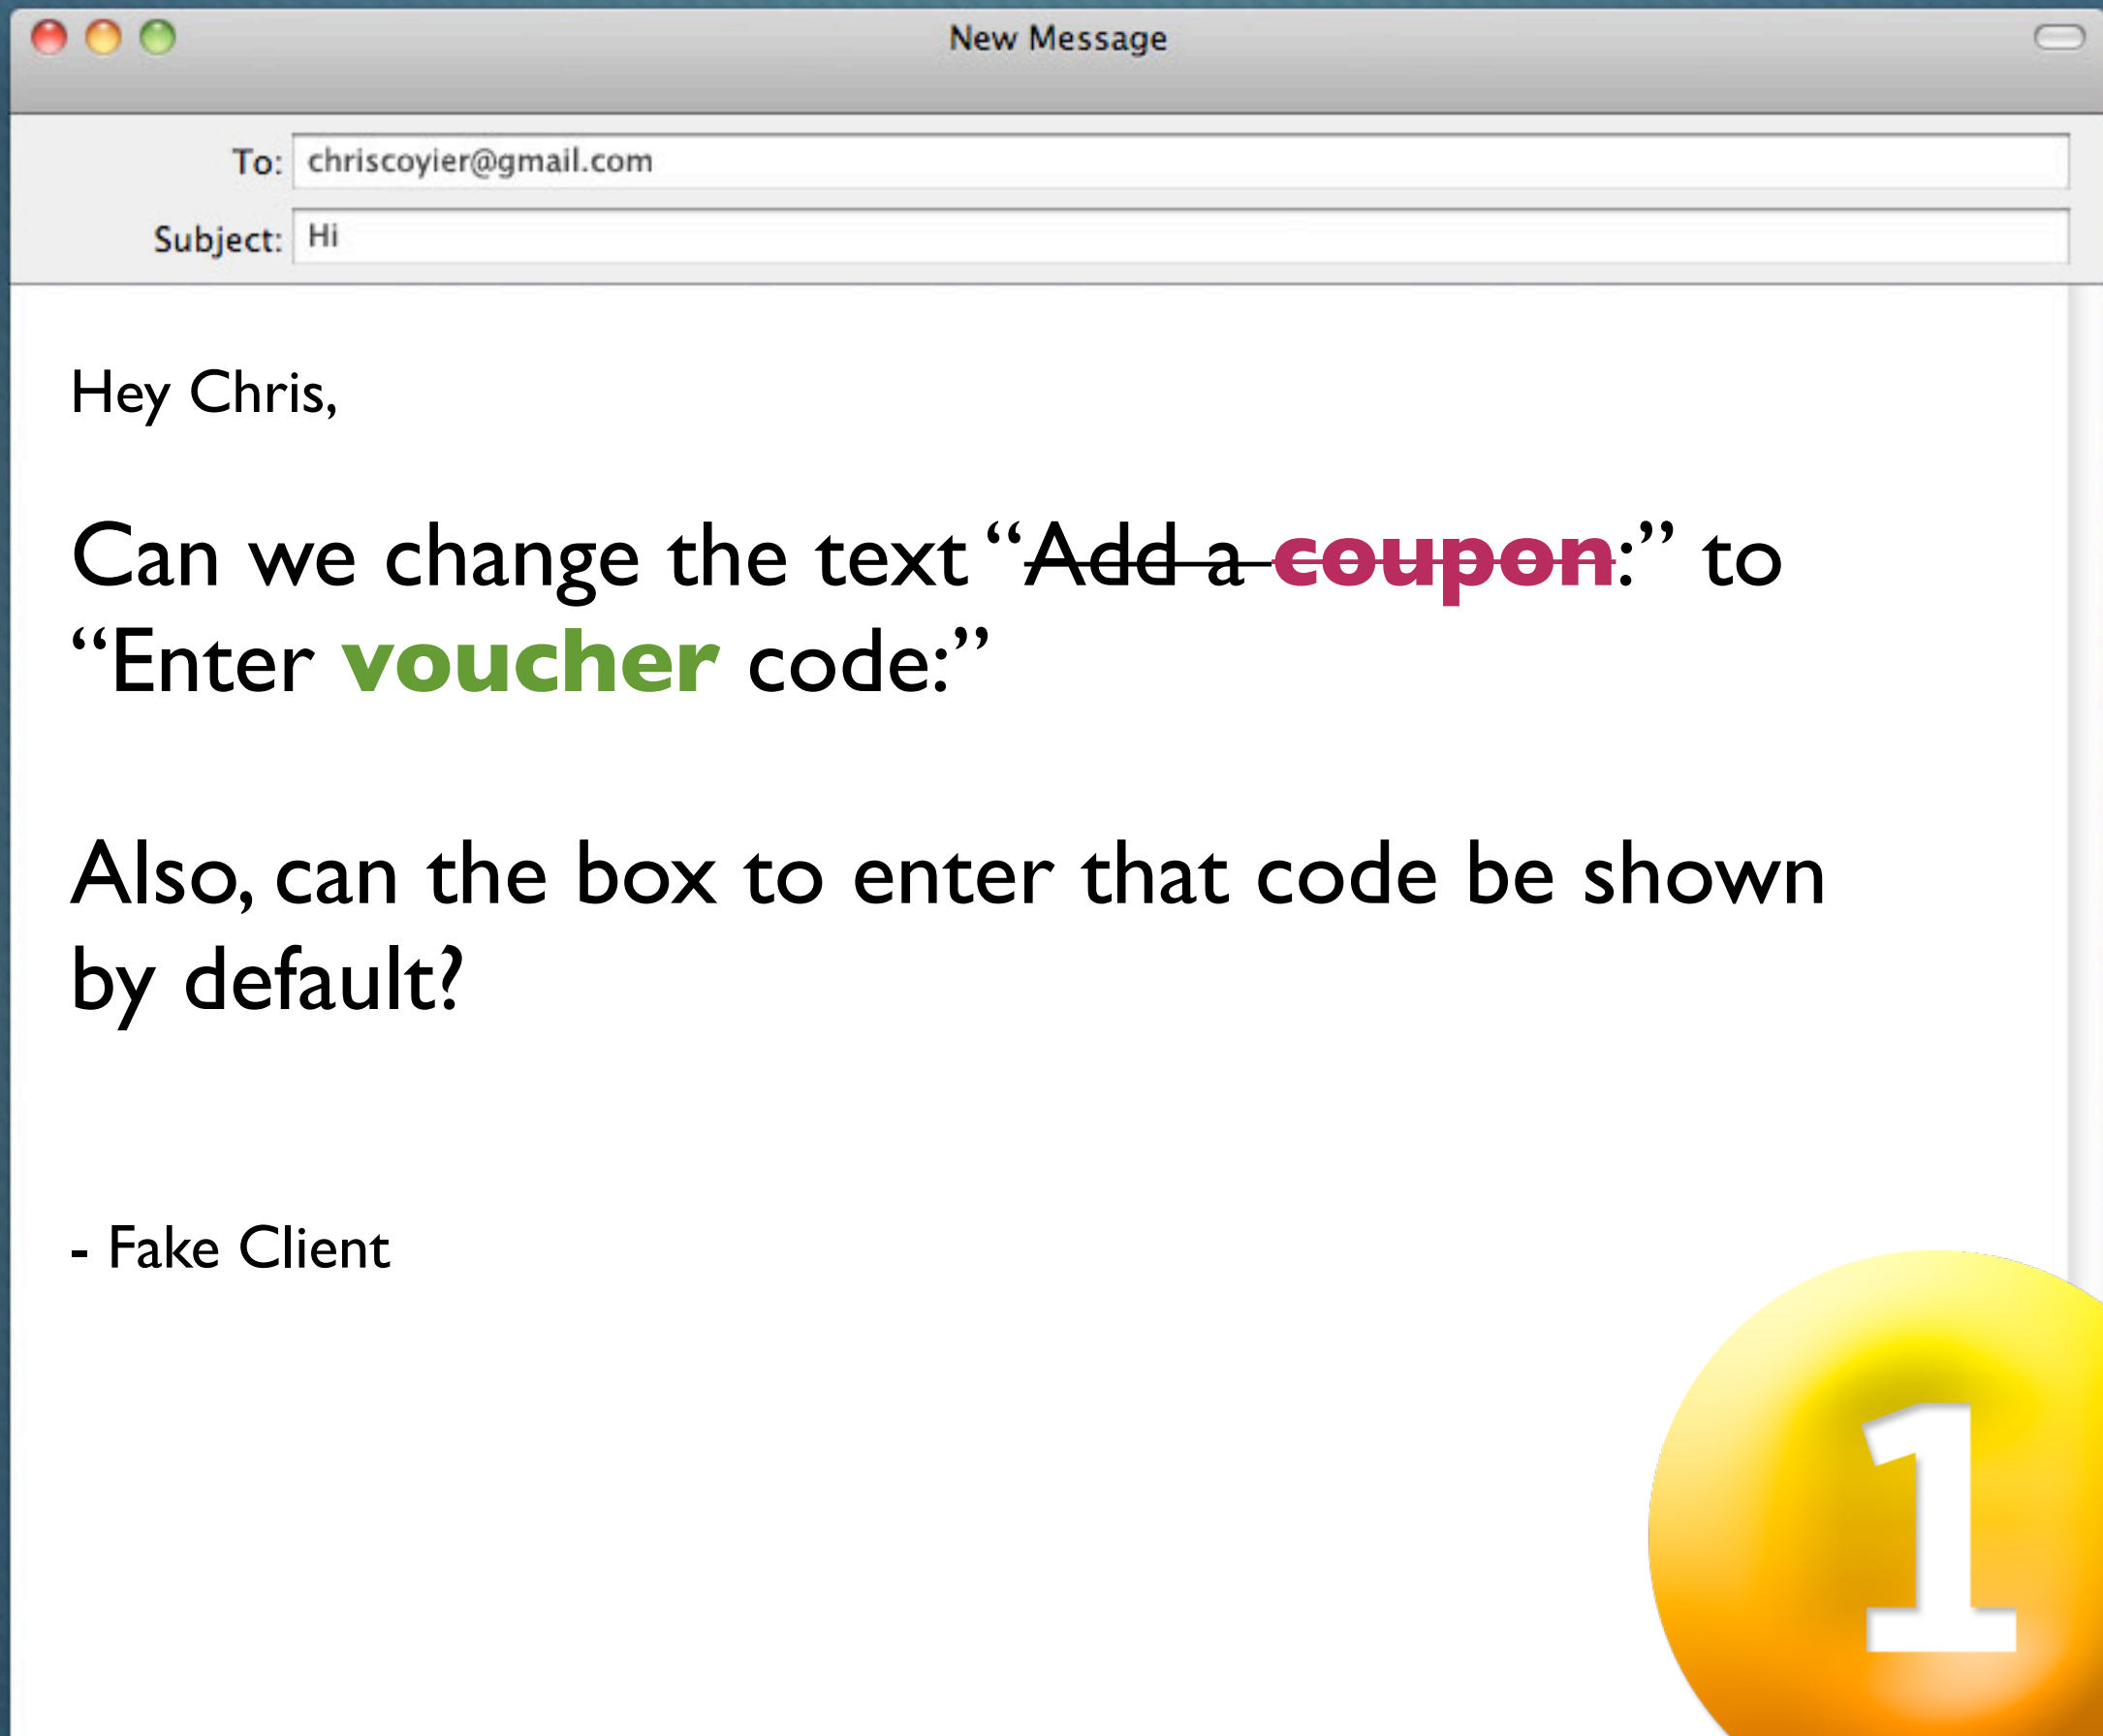 New Message
To: chriscoyier@gmail.com
Subject: Hi
Hey Chris,
Can we change the text “Add a coupon:” to
“Enter voucher code:”
Also, can the box to enter that code be shown
by default?
- Fake Client
1